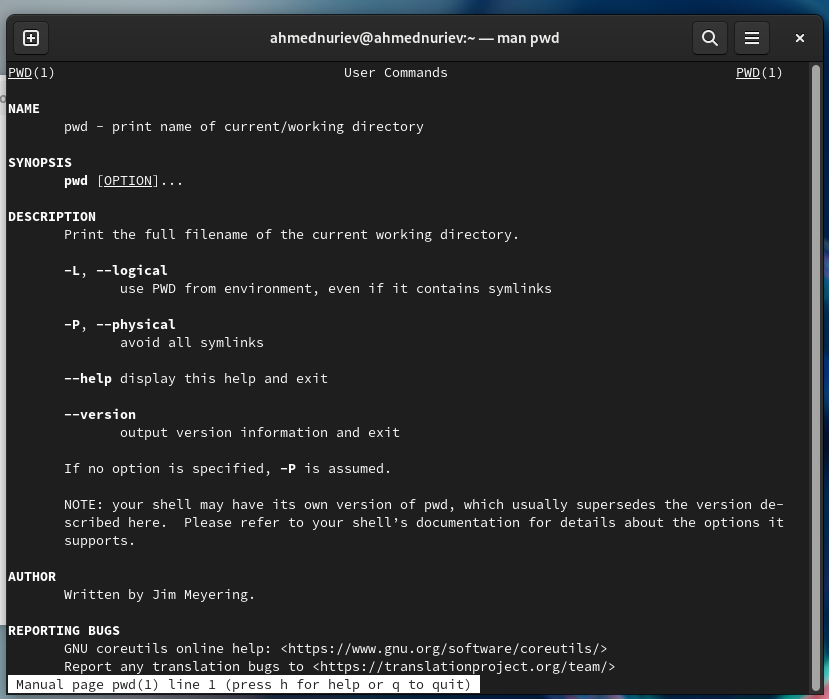 ahmednuriev@ahmednuriev:~ — man pwd
PWD(1) User Commands PWD(1)
NAME
pwd - print name of current/working directory
SYNOPSIS
pwd [OPTION]...
DESCRIPTION
Print the full filename of the current working directory.
-L, --logical
use PWD from environment, even if it contains symlinks
-P, --physical
avoid all symlinks
--help display this help and exit
--version
output version information and exit
If no option is specified, -P is assumed.
NOTE: your shell may have its own version of pwd, which usually supersedes the version de-
scribed here.  Please refer to your shell’s documentation for details about the options it
supports.
AUTHOR
Written by Jim Meyering.
REPORTING BUGS
GNU coreutils online help: <https://www.gnu.org/software/coreutils/>
Report any translation bugs to <https://translationproject.org/team/>
Manual page pwd(1) line 1 (press h for help or q to quit)